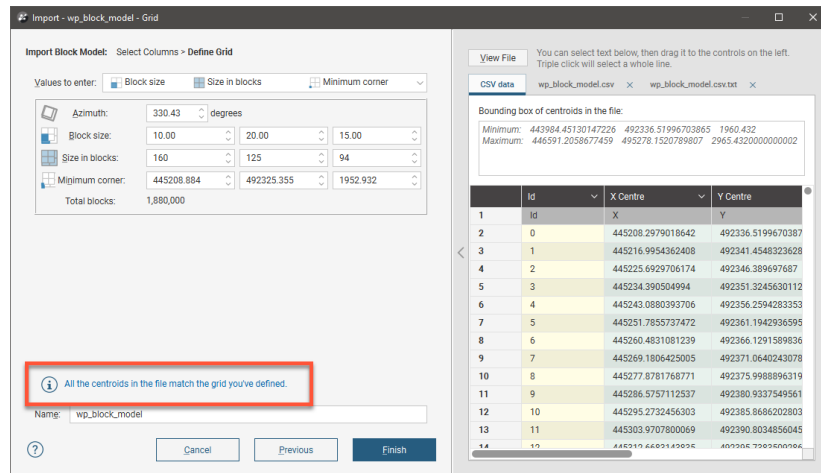 Import - wp_block_model - Grid
Import Block Model: Select Columns > Define Grid
Values to enter: Block size Size in blocks Minimum corner
Azimuth: 330.43 degrees
Block size: 10.00 20.00 15.00
Size in blocks: 160 125 94
Minimum corner: 445208.884 492325.355 1952.932
Total blocks: 1,880,000
All the centroids in the file match the grid you've defined.
Name: wp_block_model
Cancel Previous Finish
View File
You can select text below, then drag it to the controls on the left.
Triple click will select a whole line.
CSV data wp_block_model.csv wp_block_model.csv.txt
Bounding box of centroids in the file:
Minimum: 443984.45130147226 492336.51996703865 1960.432
Maximum: 446591.2058677459 495278.1520789807 2965.4320000000002
Id X Centre Y Centre
1 Id X Y
2 0 445208.2979018642 492336.5199670387
3 1 445216.9954362408 492341.4548323628
4 2 445225.6929706174 492346.389697687
5 3 445234.390504994 492351.3245630112
6 4 445243.0880393706 492356.2594283353
7 5 445251.7855737472 492361.1942936595
8 6 445260.4831081239 492366.1291589836
9 7 445269.1806425005 492371.0640243078
10 8 445277.8781768771 492375.9988896319
11 9 445286.5757112537 492380.9337549561
12 10 445295.2732456303 492385.8686202803
13 11 445303.9707800069 492390.8034856045
14 12 445312.6683143835